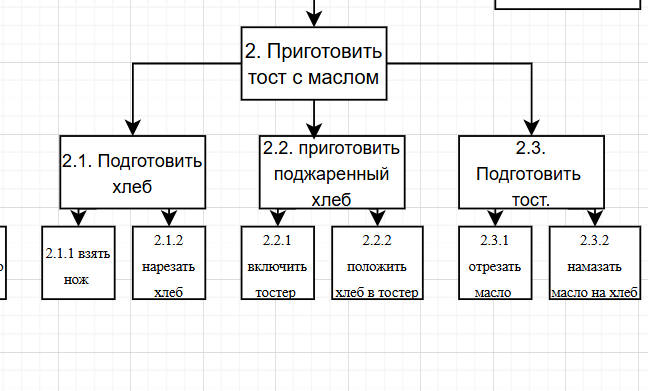 2. Приготовить
тост с маслом
2.1. Подготовить
хлеб
2.2. приготовить
поджаренный
хлеб
2.3.
Подготовить
тост.
2.1.1 взять
нож
2.1.2
нарезать
хлеб
2.2.1
включить
тостер
2.2.2
положить
хлеб в тостер
2.3.1
отрезать
масло
2.3.2
намазать
масло на хлеб